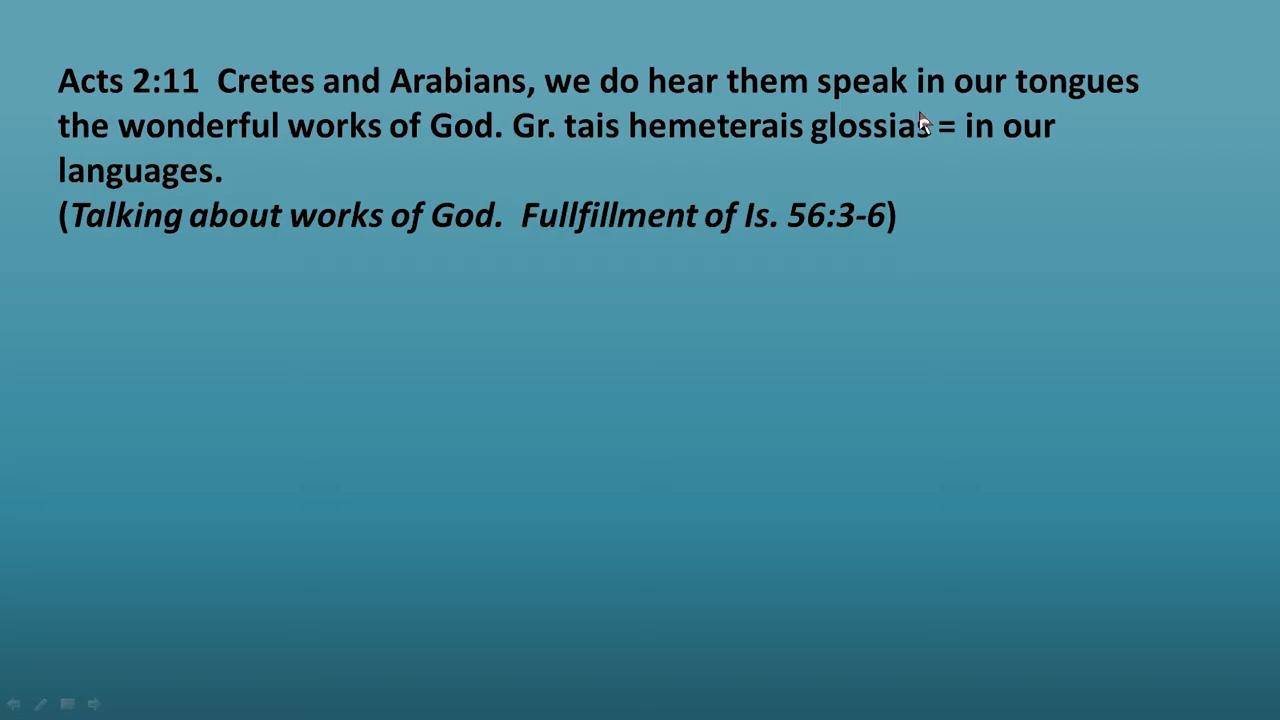 Acts 2:11  Cretes and Arabians, we do hear them speak in our tongues
the wonderful works of God. Gr. tais hemeterais glossias = in our
languages.
(Talking about works of God.  Fullfillment of Is. 56:3-6)